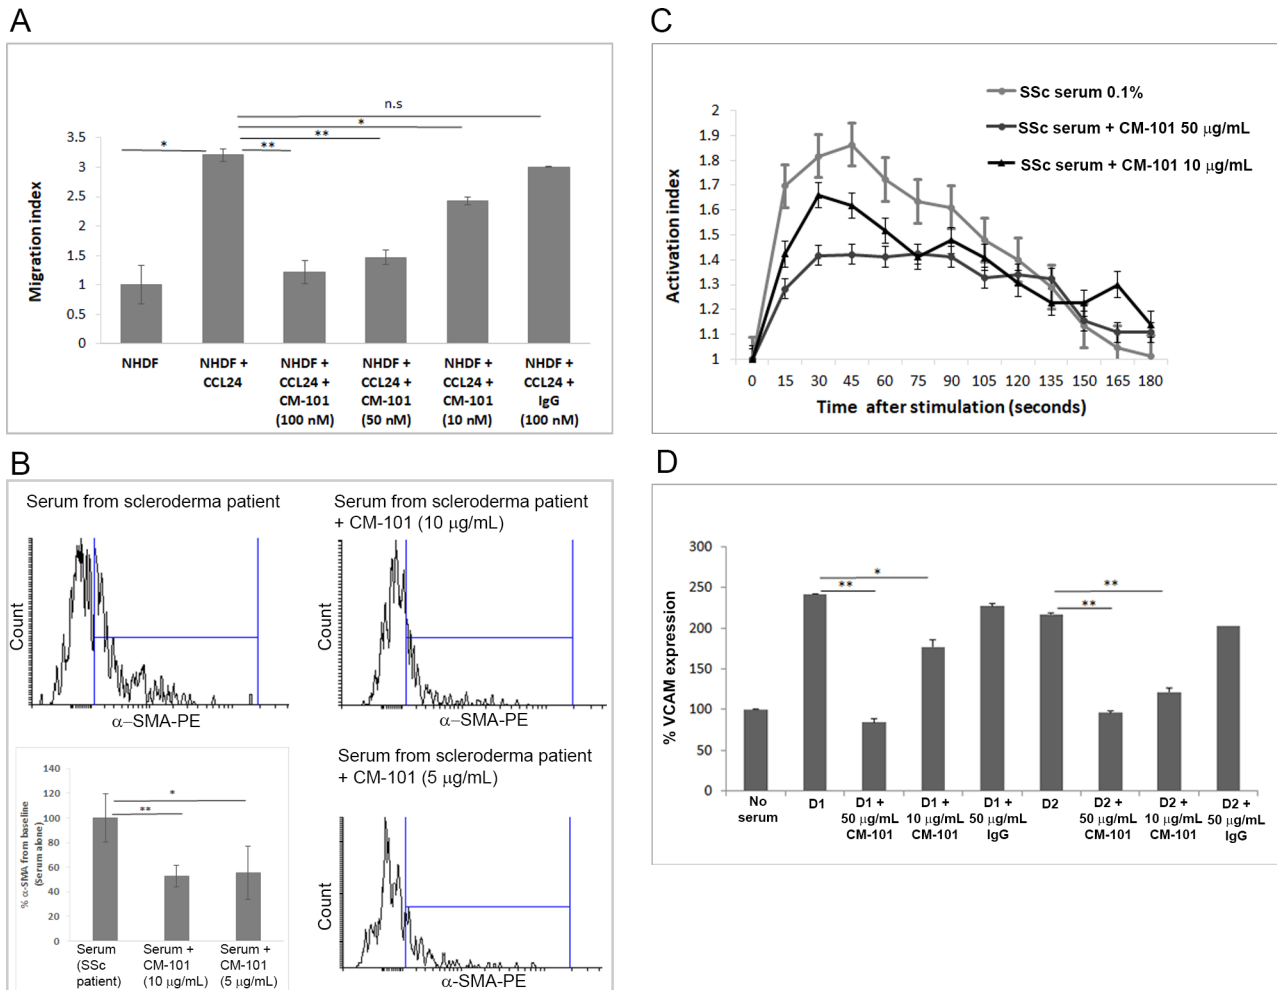 A
n.s
*
**
*
**
Migration index
3.5
3
2.5
2
1.5
1
0.5
0
NHDF
NHDF +
CCL24
NHDF +
CCL24 +
CM-101
(100 nM)
NHDF +
CCL24 +
CM-101
(50 nM)
NHDF +
CCL24 +
CM-101
(10 nM)
NHDF +
CCL24 +
IgG
(100 nM)
B
Serum from scleroderma patient
Count
α–SMA-PE
Serum from scleroderma patient
+ CM-101 (10 μg/mL)
Count
α–SMA-PE
% α-SMA from baseline
(Serum alone)
140
120
100
80
60
40
20
0
*
**
Serum
(SSc
patient)
Serum +
CM-101
(10 μg/mL)
Serum +
CM-101
(5 μg/mL)
Serum from scleroderma patient
+ CM-101 (5 μg/mL)
Count
α-SMA-PE
C
SSc serum 0.1%
SSc serum + CM-101 50 μg/mL
SSc serum + CM-101 10 μg/mL
Activation index
2
1.9
1.8
1.7
1.6
1.5
1.4
1.3
1.2
1.1
1
0 15 30 45 60 75 90 105 120 135 150 165 180
Time after stimulation (seconds)
D
% VCAM expression
300
250
200
150
100
50
0
*
**
**
**
No
serum
D1
D1 +
50 μg/mL
CM-101
D1 +
10 μg/mL
CM-101
D1 +
50 μg/mL
IgG
D2
D2 +
50 μg/mL
CM-101
D2 +
10 μg/mL
CM-101
D2 +
50 μg/mL
IgG